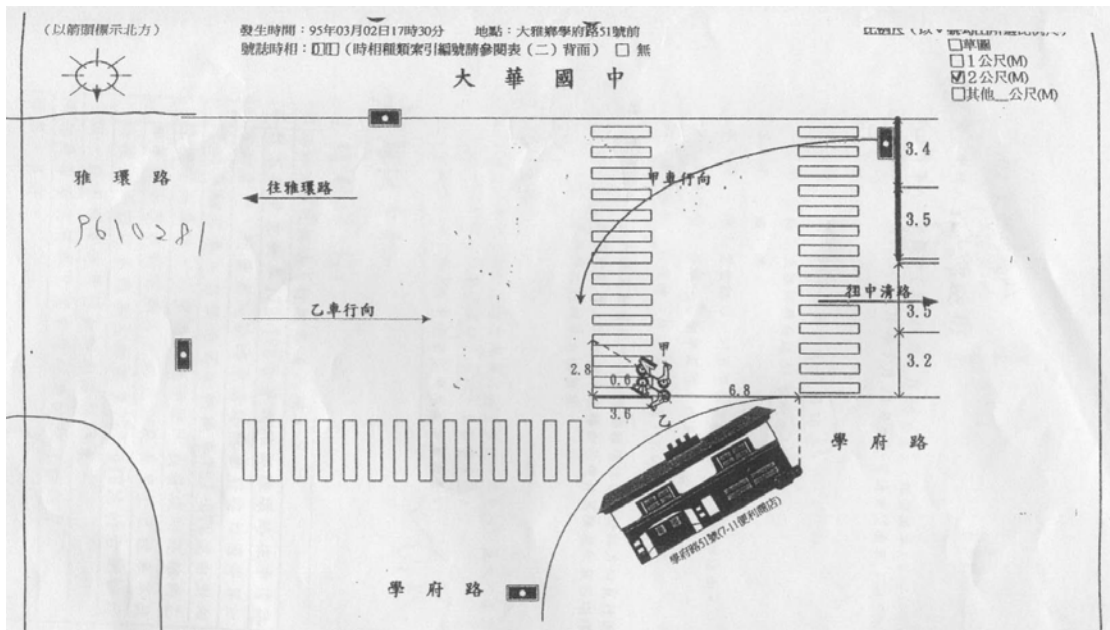 (以箭頭標示北方)
發生時間：95年03月02日17時30分 地點：大雅鄉學府路51號前
號誌時相：□□□ (時相種類索引編號請參閱表（二）背面) □ 無
□草圖
□1公尺(M)
☑2公尺(M)
□其他__公尺(M)
大華國中
雅環路
往雅環路
甲車行向
3.4
9610281
3.5
往中清路
乙車行向
3.5
甲
2.8
0.6
3.2
6.8
3.6
乙
學府路
學府路51號(7-11便利商店)
學府路